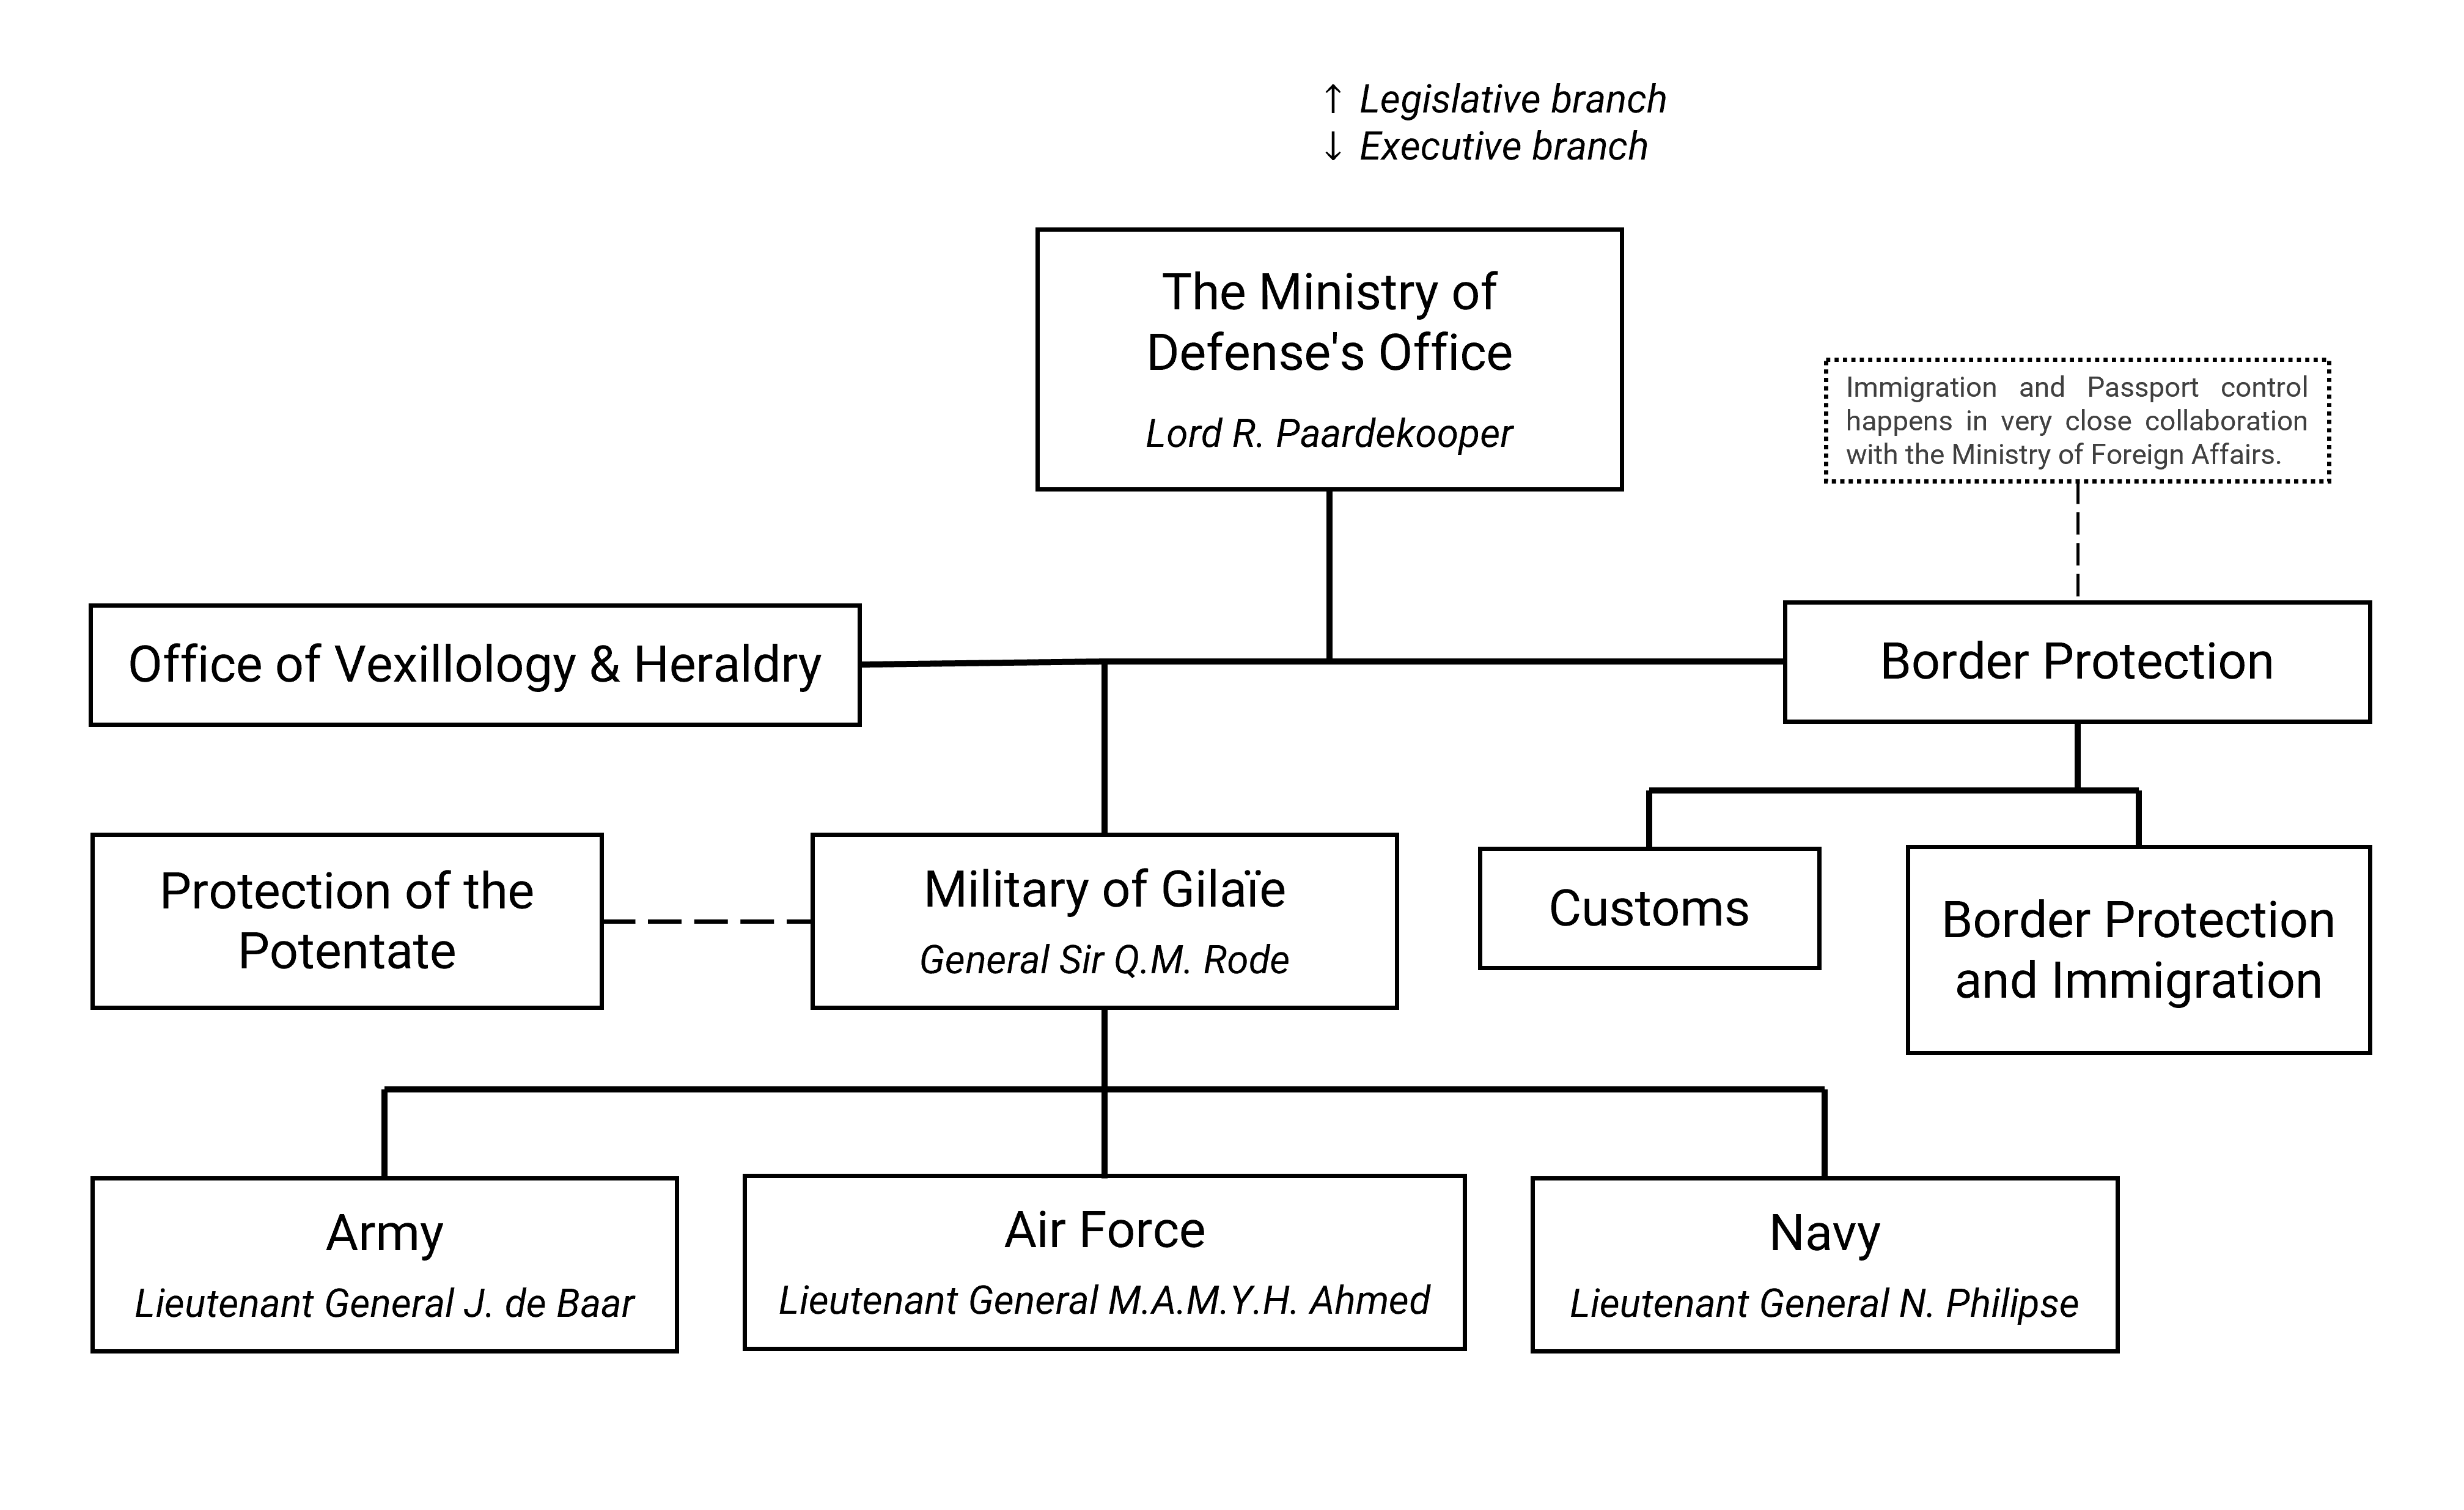 ↑ Legislative branch
↓ Executive branch
The Ministry of
Defense's Office
Lord R. Paardekooper
Immigration and Passport control
happens in very close collaboration
with the Ministry of Foreign Affairs.
Office of Vexillology & Heraldry
Border Protection
Protection of the
Potentate
Military of Gilaïe
General Sir Q.M. Rode
Customs
Border Protection
and Immigration
Army
Lieutenant General J. de Baar
Air Force
Lieutenant General M.A.M.Y.H. Ahmed
Navy
Lieutenant General N. Philipse